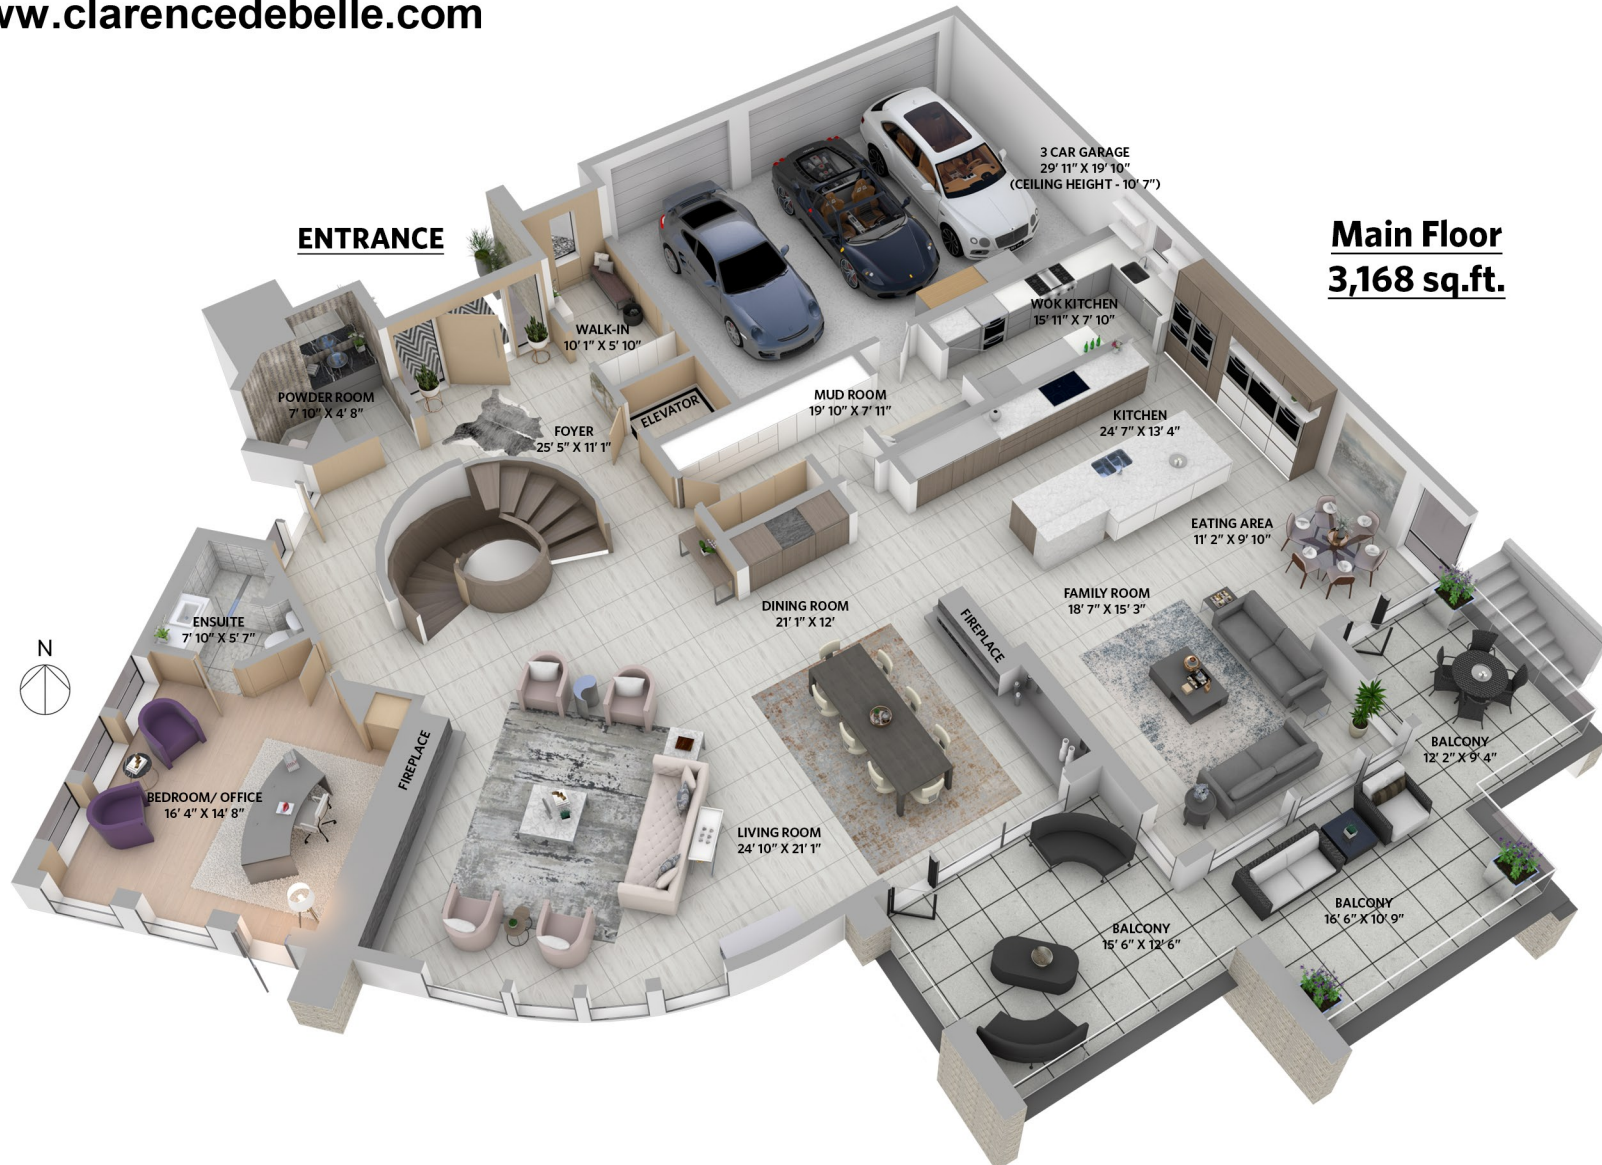 ww.clarencedebelle.com
3 CAR GARAGE
29' 11" X 19' 10"
(CEILING HEIGHT - 10' 7")
ENTRANCE
Main Floor
3,168 sq.ft.
WOK KITCHEN
15' 11" X 7' 10"
WALK-IN
10' 1" X 5' 10"
POWDER ROOM
7' 10" X 4' 8"
ELEVATOR
MUD ROOM
19' 10" X 7' 11"
KITCHEN
24' 7" X 13' 4"
FOYER
25' 5" X 11' 1"
EATING AREA
11' 2" X 9' 10"
FAMILY ROOM
18' 7" X 15' 3"
DINING ROOM
21' 1" X 12'
FIREPLACE
ENSUITE
7' 10" X 5' 7"
N
BALCONY
12' 2" X 9' 4"
FIREPLACE
BEDROOM/ OFFICE
16' 4" X 14' 8"
LIVING ROOM
24' 10" X 21' 1"
BALCONY
16' 6" X 10' 9"
BALCONY
15' 6" X 12' 6"